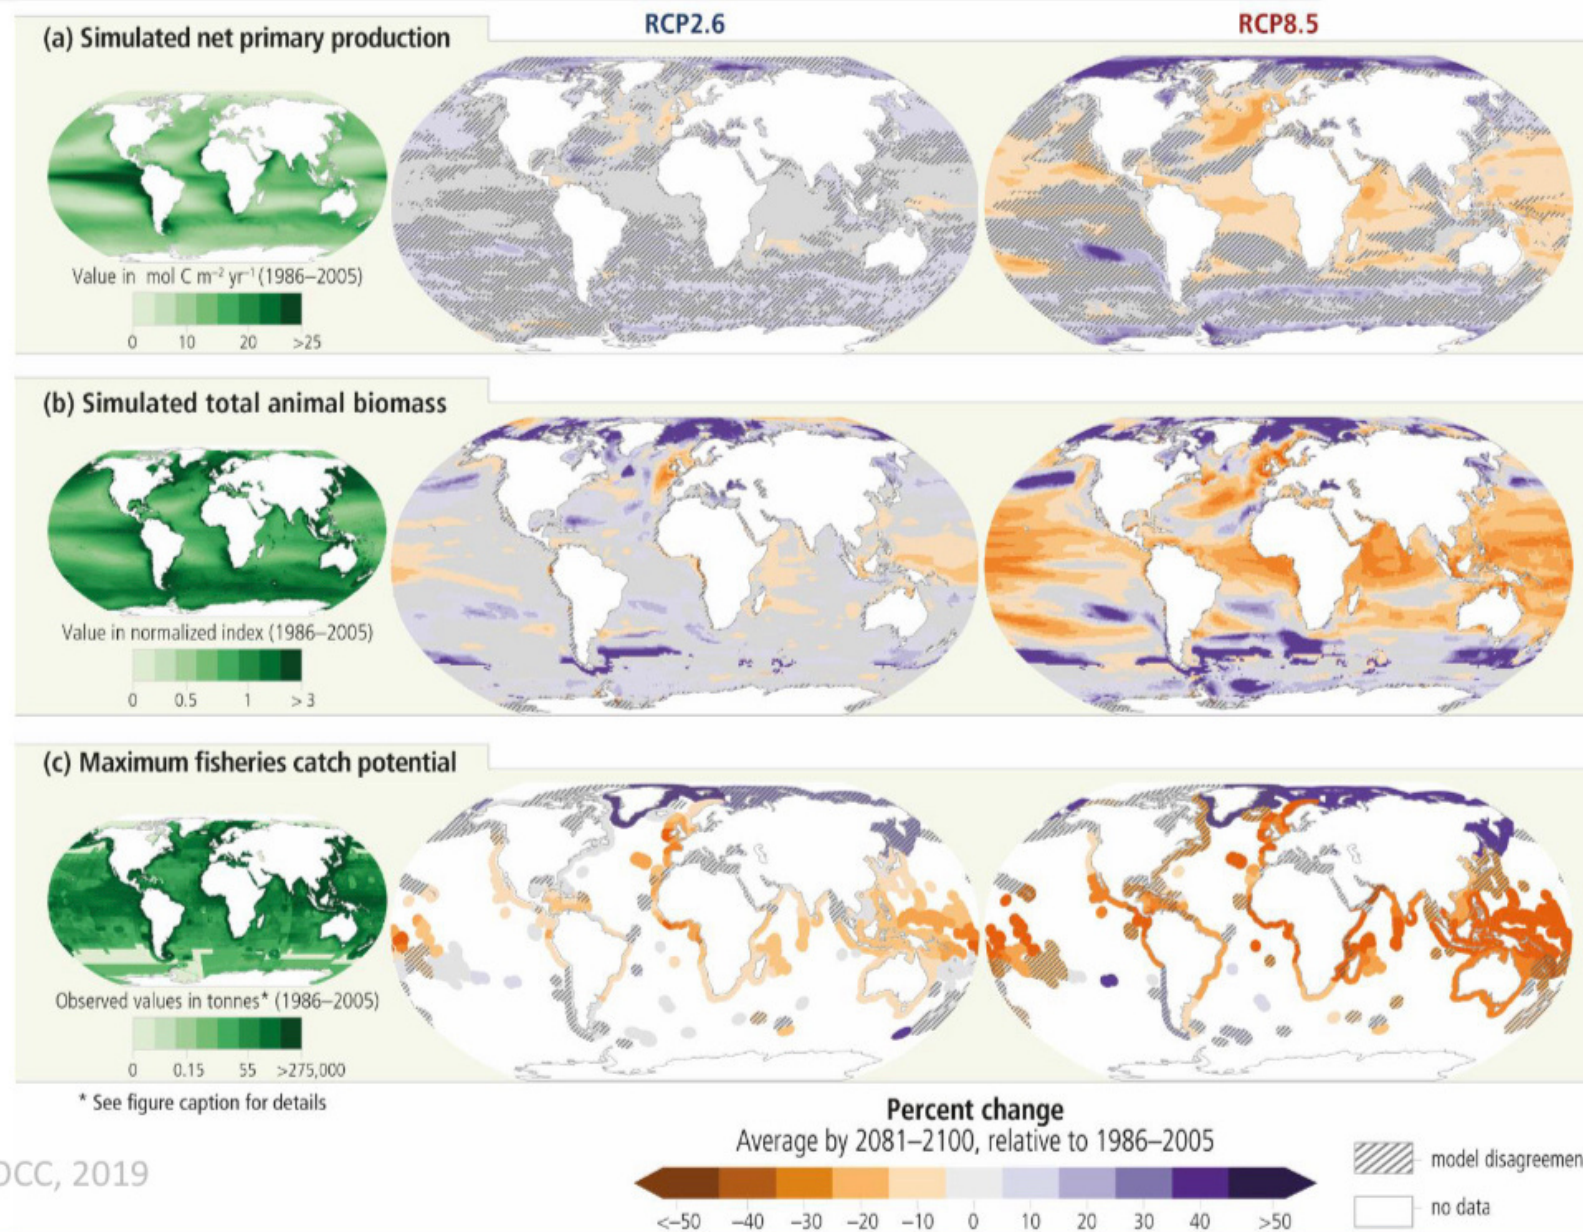 RCP2.6
RCP8.5
(a) Simulated net primary production
Value in mol C m⁻² yr⁻¹ (1986–2005)
0 10 20 >25
(b) Simulated total animal biomass
Value in normalized index (1986–2005)
0 0.5 1 > 3
(c) Maximum fisheries catch potential
Observed values in tonnes* (1986–2005)
0 0.15 55 >275,000
* See figure caption for details
Percent change
Average by 2081–2100, relative to 1986–2005
<–50 –40 –30 –20 –10 0 10 20 30 40 >50
model disagreemen
no data
OCC, 2019